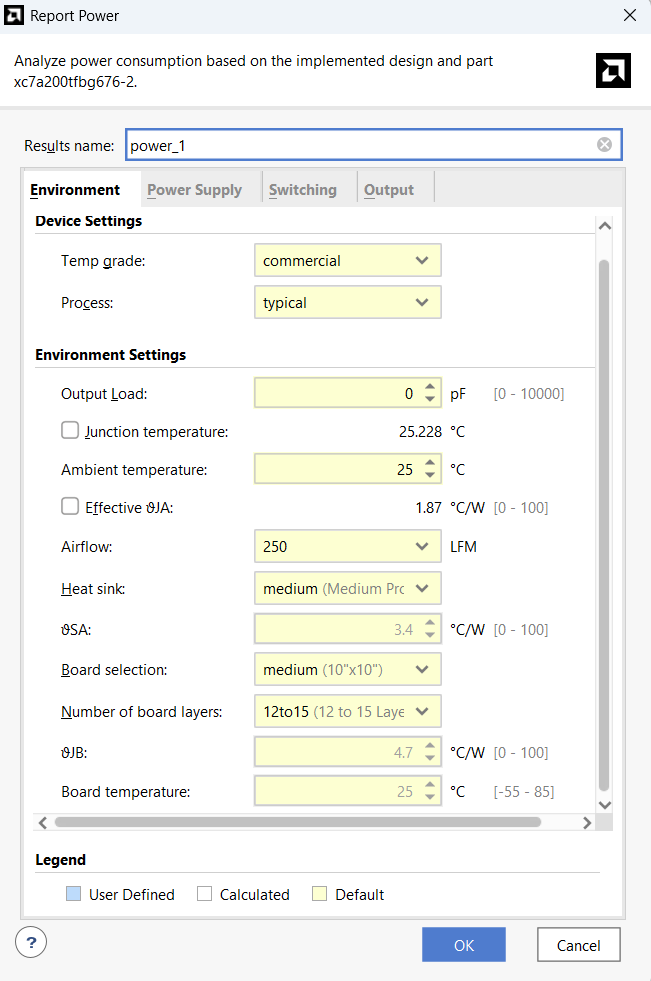 Report Power
Analyze power consumption based on the implemented design and part
xc7a200tfbg676-2.
Results name: power_1
Environment Power Supply Switching Output
Device Settings
Temp grade: commercial
Process: typical
Environment Settings
Output Load: 0 pF [0 - 10000]
Junction temperature: 25.228 °C
Ambient temperature: 25 °C
Effective ϑJA: 1.87 °C/W [0 - 100]
Airflow: 250 LFM
Heat sink: medium (Medium Prc
ϑSA: 3.4 °C/W [0 - 100]
Board selection: medium (10"x10")
Number of board layers: 12to15 (12 to 15 Laye
ϑJB: 4.7 °C/W [0 - 100]
Board temperature: 25 °C [-55 - 85]
Legend
User Defined Calculated Default
? OK Cancel